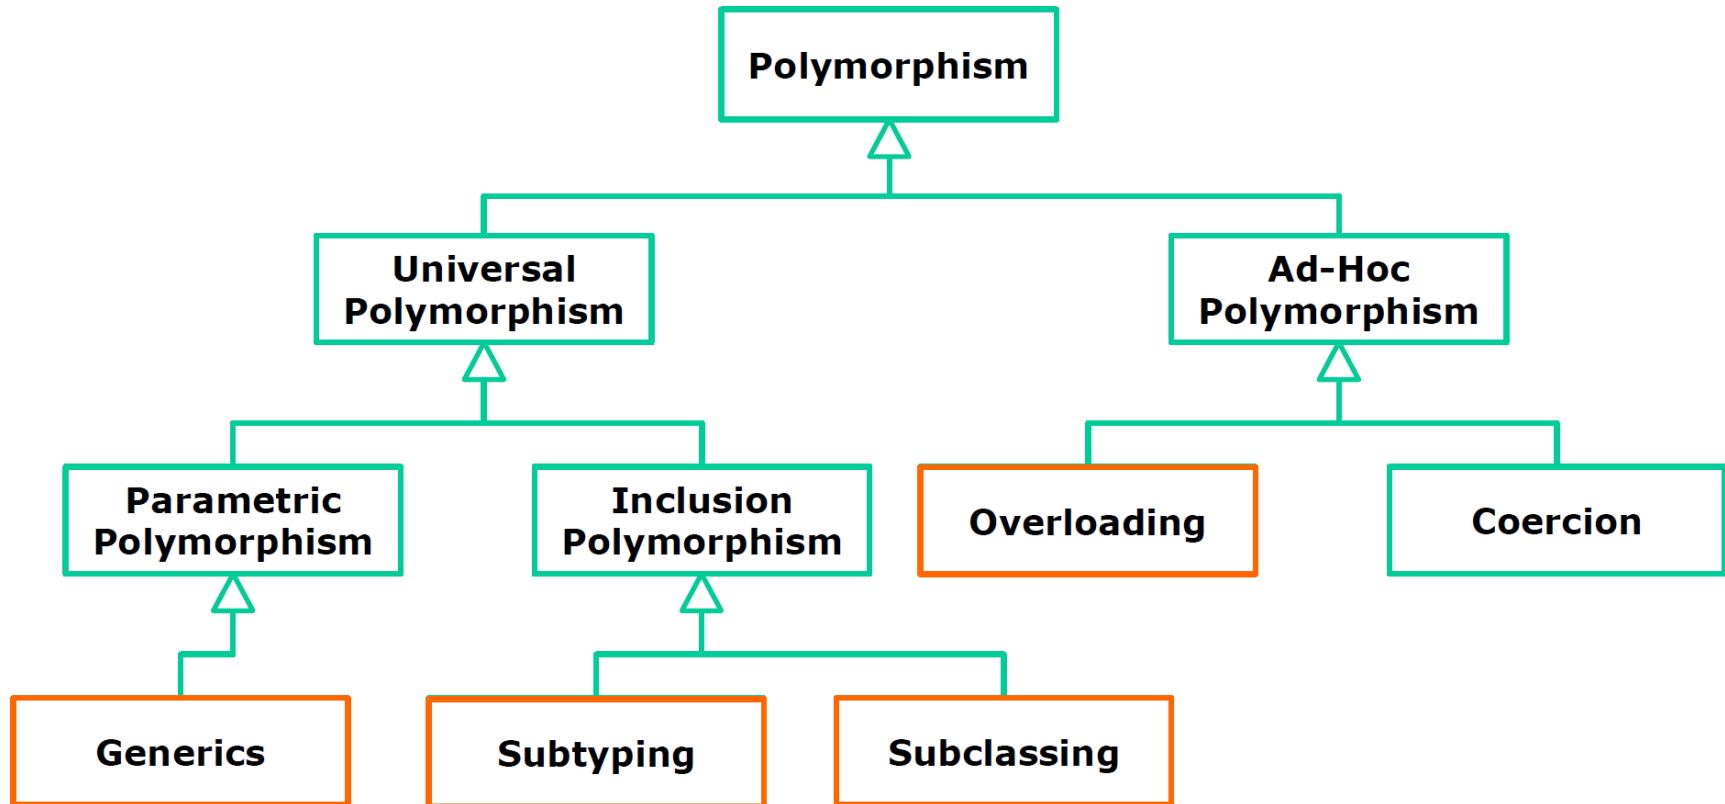 Polymorphism
Universal
Polymorphism
Ad-Hoc
Polymorphism
Parametric
Polymorphism
Inclusion
Polymorphism
Overloading
Coercion
Generics
Subtyping
Subclassing